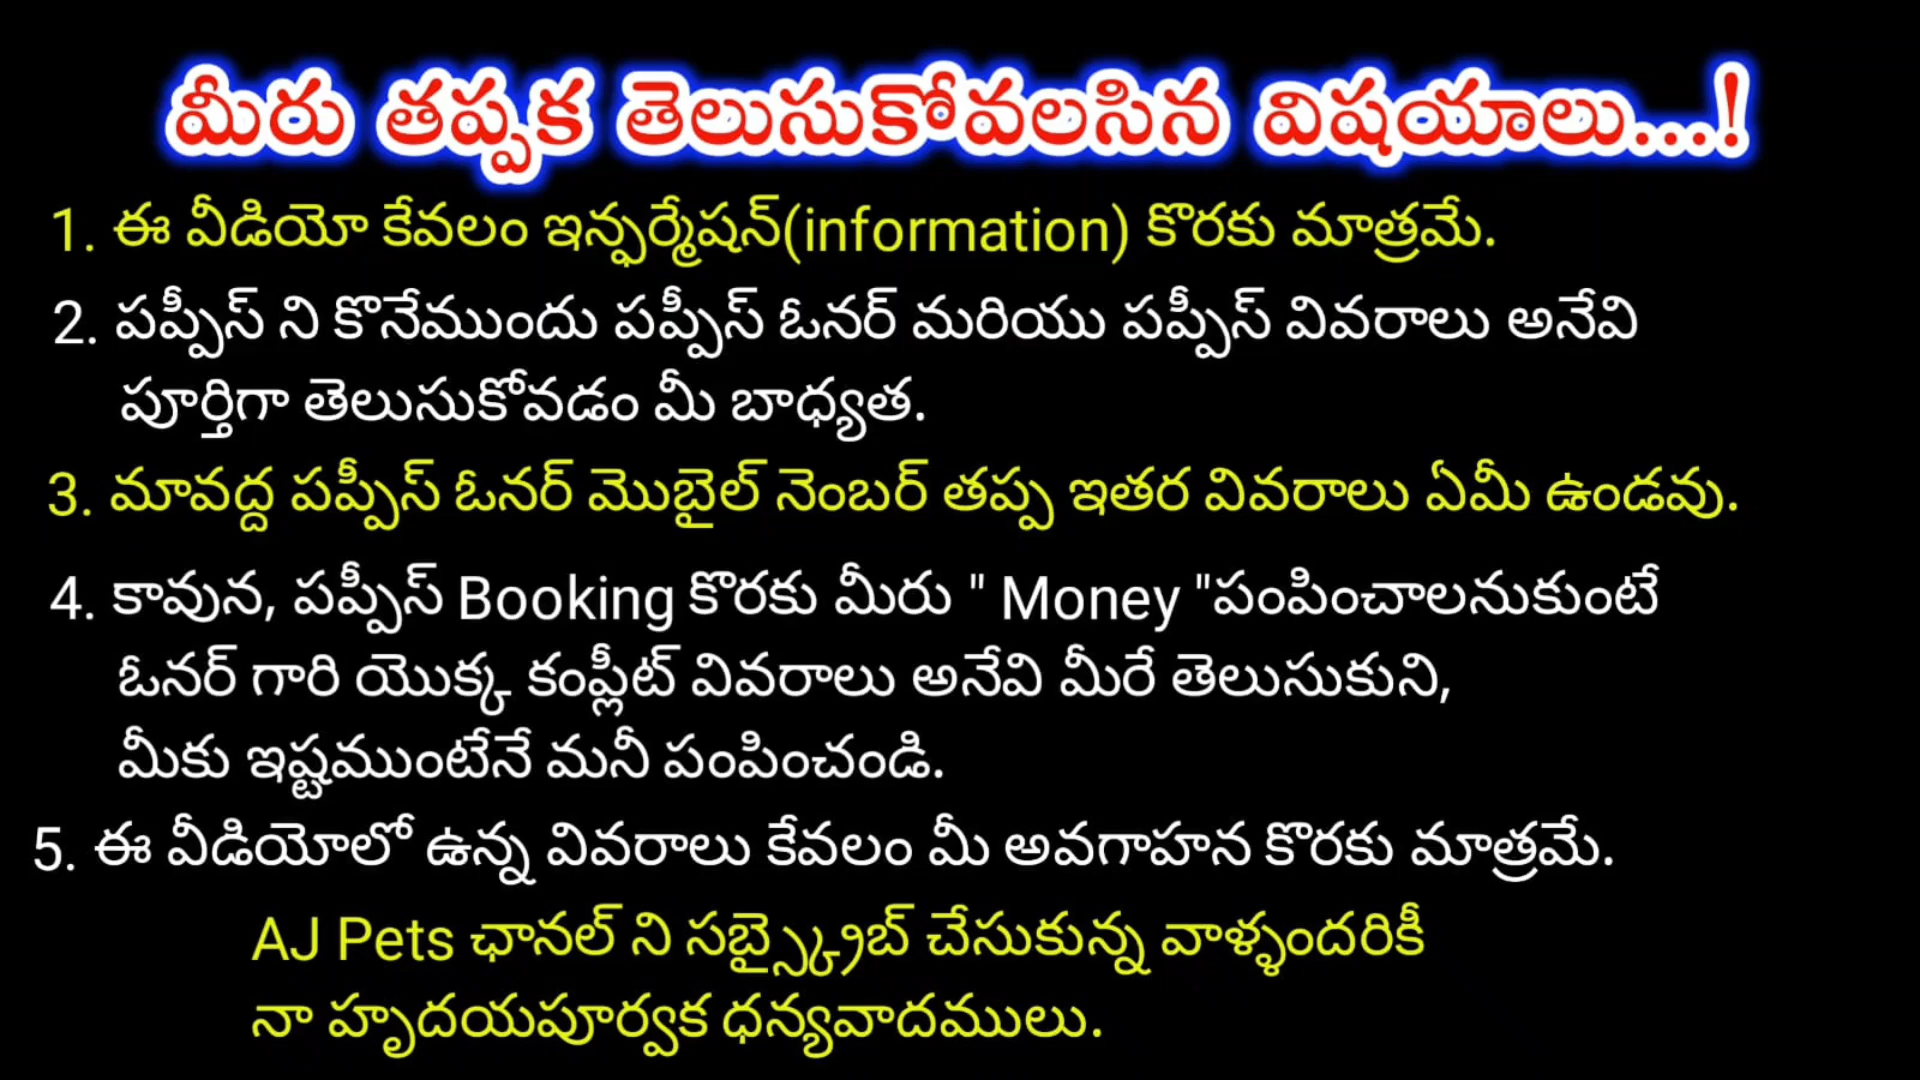 మీరు తప్పక తెలుసుకోవలసిన విషయాలు....!
1. ఈ వీడియో కేవలం ఇన్ఫర్మేషన్(information) కొరకు మాత్రమే.
2. పప్పీస్ ని కొనేముందు పప్పీస్ ఓనర్ మరియు పప్పీస్ వివరాలు అనేవి
పూర్తిగా తెలుసుకోవడం మీ బాధ్యత.
3. మావద్ద పప్పీస్ ఓనర్ మొబైల్ నెంబర్ తప్ప ఇతర వివరాలు ఏమీ ఉండవు.
4. కావున, పప్పీస్ Booking కొరకు మీరు " Money "పంపించాలనుకుంటే
ఓనర్ గారి యొక్క కంప్లీట్ వివరాలు అనేవి మీరే తెలుసుకుని,
మీకు ఇష్టముంటేనే మనీ పంపించండి.
5. ఈ వీడియోలో ఉన్న వివరాలు కేవలం మీ అవగాహన కొరకు మాత్రమే.
AJ Pets ఛానల్ ని సబ్స్క్రైబ్ చేసుకున్న వాళ్ళందరికీ
నా హృదయపూర్వక ధన్యవాదములు.